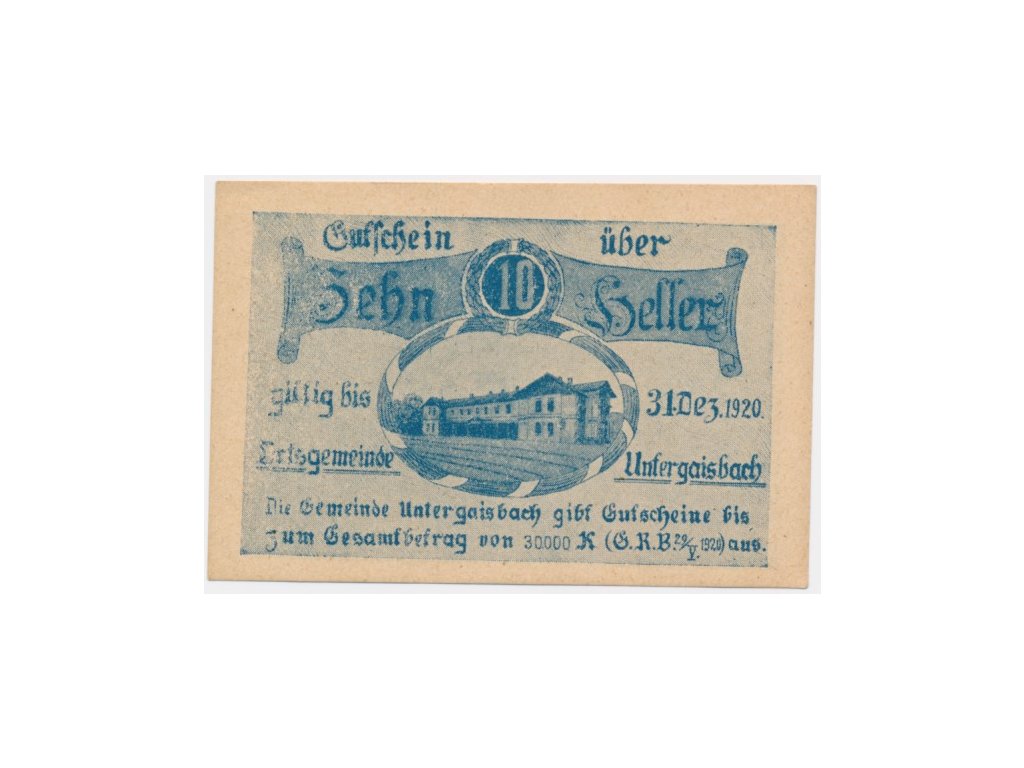 Gutschein über
Zehn 10 Heller
gültig bis 31.Dez.1920.
Ortsgemeinde Untergaisbach
Die Gemeinde Untergaisbach gibt Gutscheine bis
zum Gesamtbetrag von 30000 K (G.R.B. 29/V. 1920) aus.